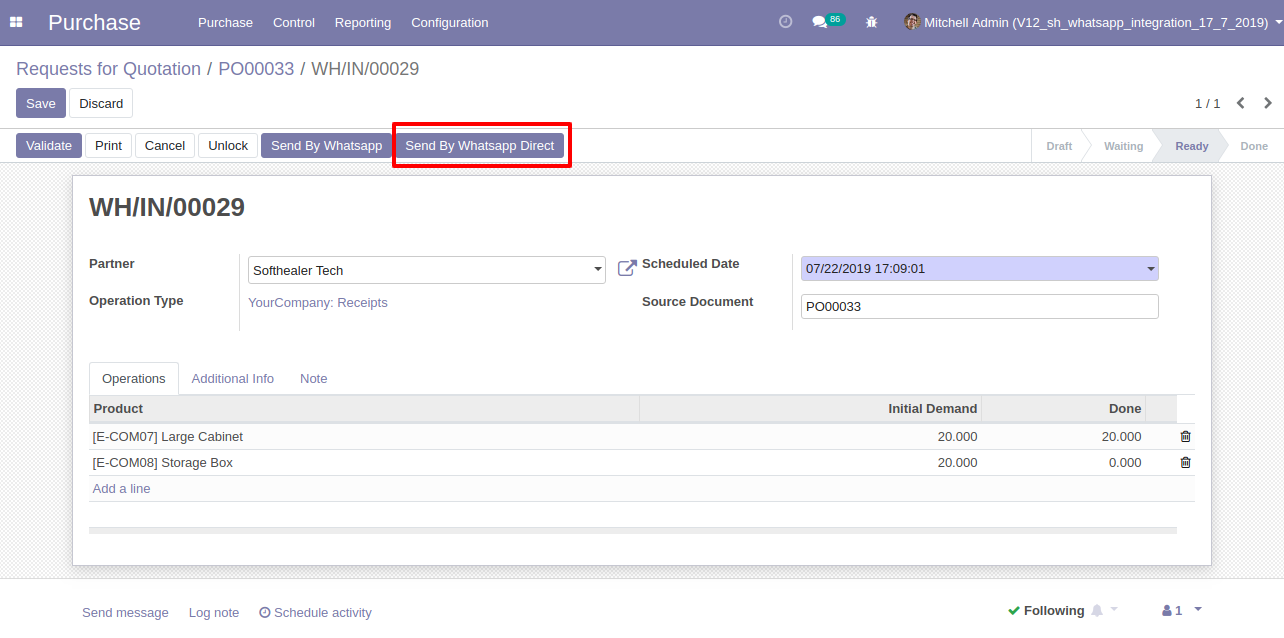 Purchase Purchase Control Reporting Configuration 86 Mitchell Admin (V12_sh_whatsapp_integration_17_7_2019)
Requests for Quotation / PO00033 / WH/IN/00029
Save Discard 1 / 1
Validate Print Cancel Unlock Send By Whatsapp Send By Whatsapp Direct Draft Waiting Ready Done
WH/IN/00029
Partner Softhealer Tech Scheduled Date 07/22/2019 17:09:01
Operation Type YourCompany: Receipts Source Document PO00033
Operations Additional Info Note
Product Initial Demand Done
[E-COM07] Large Cabinet 20.000 20.000
[E-COM08] Storage Box 20.000 0.000
Add a line
Send message Log note Schedule activity Following 1